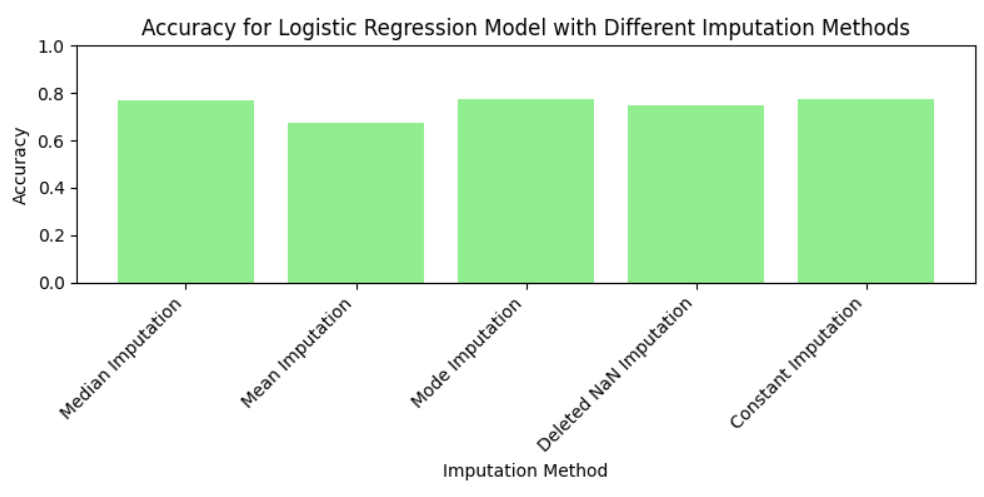 Accuracy for Logistic Regression Model with Different Imputation Methods
1.0
0.8
0.6
0.4
0.2
0.0
Accuracy
Median Imputation
Mean Imputation
Mode Imputation
Deleted NaN Imputation
Constant Imputation
Imputation Method